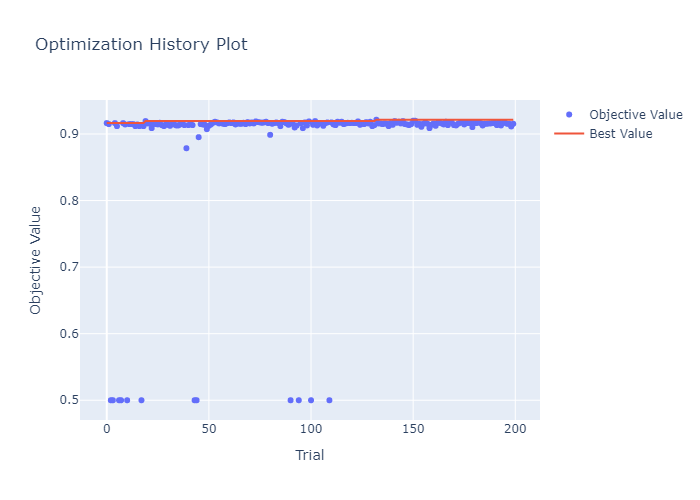 Optimization History Plot
Objective Value
Best Value
0.9
0.8
0.7
0.6
0.5
Objective Value
0
50
100
150
200
Trial